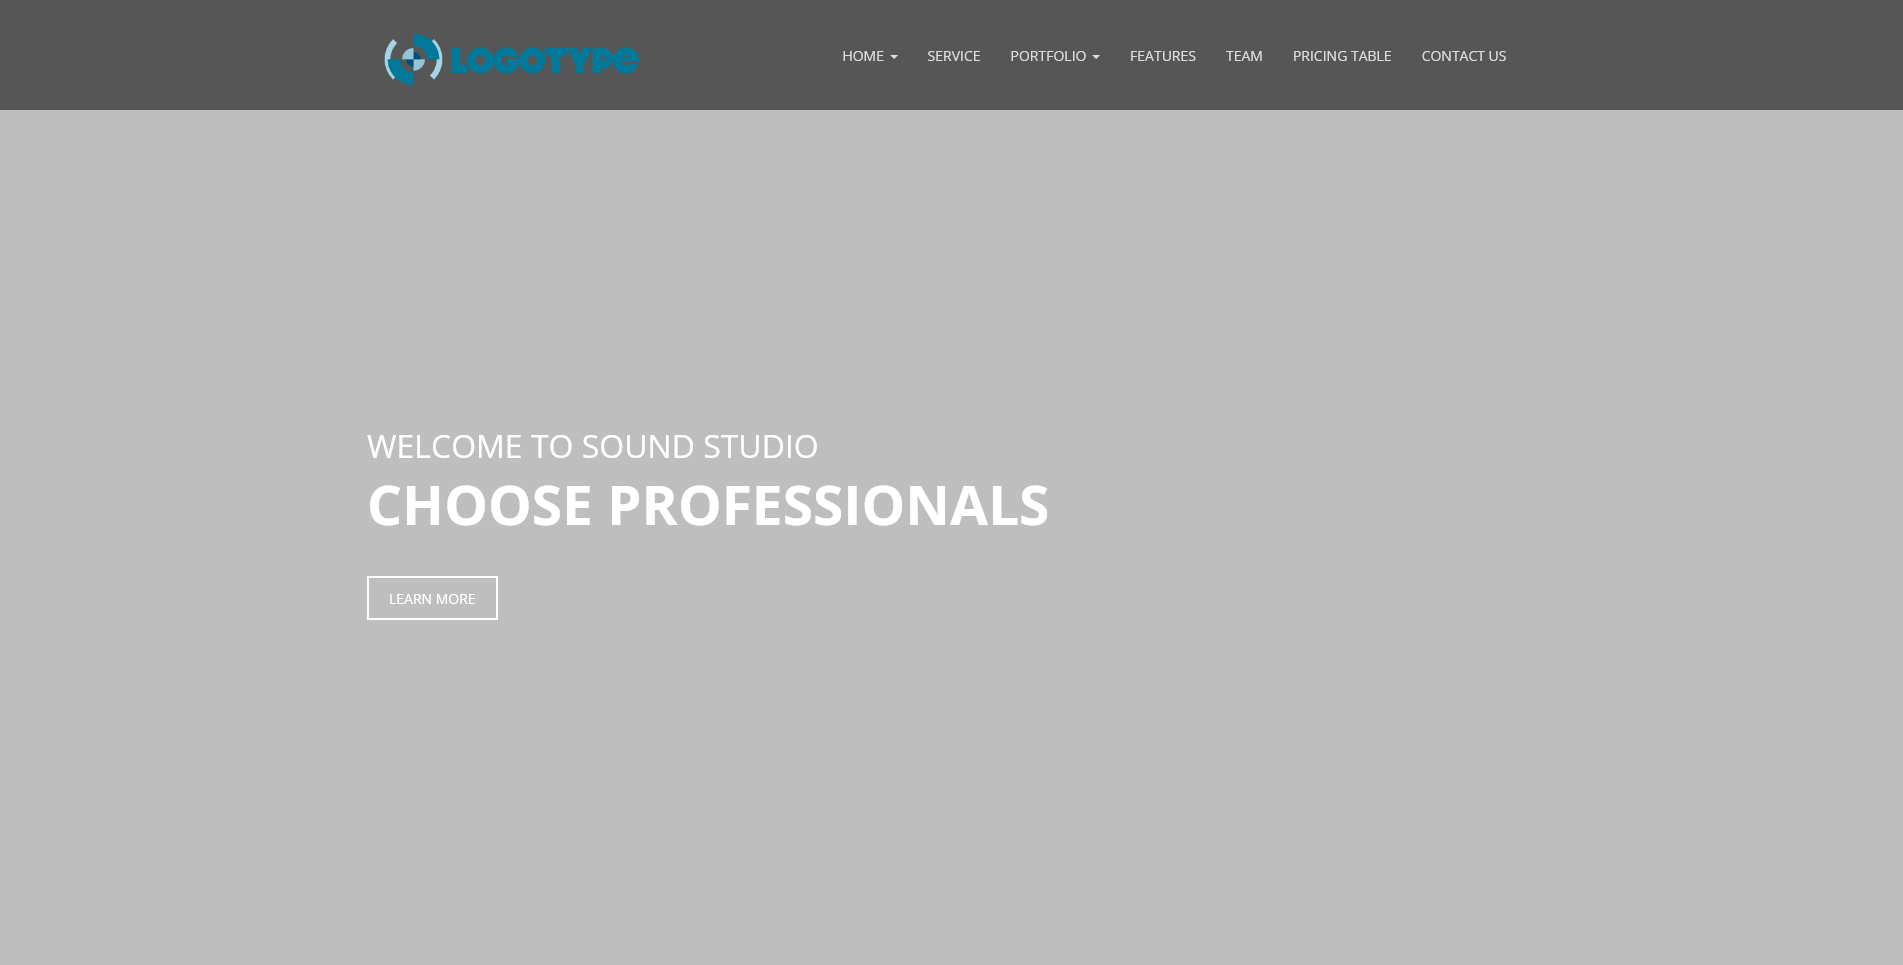 LOGOTYPE
HOME SERVICE PORTFOLIO FEATURES TEAM PRICING TABLE CONTACT US
WELCOME TO SOUND STUDIO
CHOOSE PROFESSIONALS
LEARN MORE